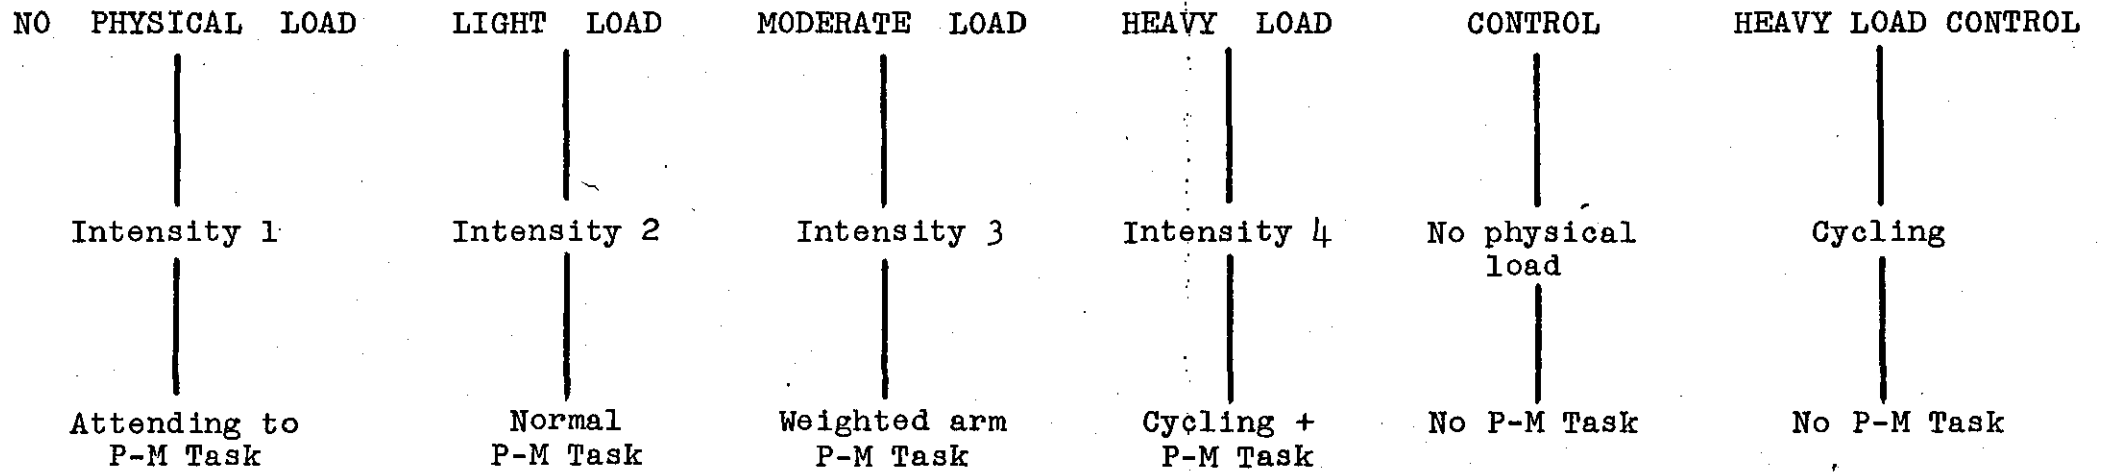 NO PHYSICAL LOAD
LIGHT LOAD
MODERATE LOAD
HEAVY LOAD
CONTROL
HEAVY LOAD CONTROL
Intensity 1
Intensity 2
Intensity 3
Intensity 4
No physical
load
Cycling
Attending to
P-M Task
Normal
P-M Task
Weighted arm
P-M Task
Cycling +
P-M Task
No P-M Task
No P-M Task